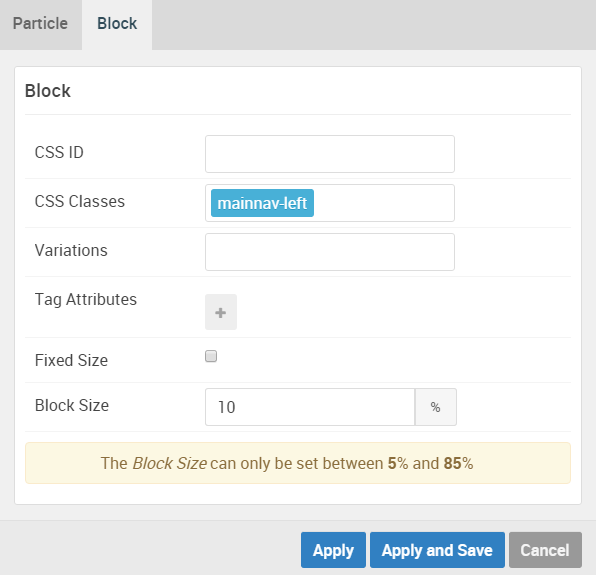 Particle Block
Block
CSS ID
CSS Classes mainnav-left
Variations
Tag Attributes +
Fixed Size
Block Size 10 %
The Block Size can only be set between 5% and 85%
Apply Apply and Save Cancel